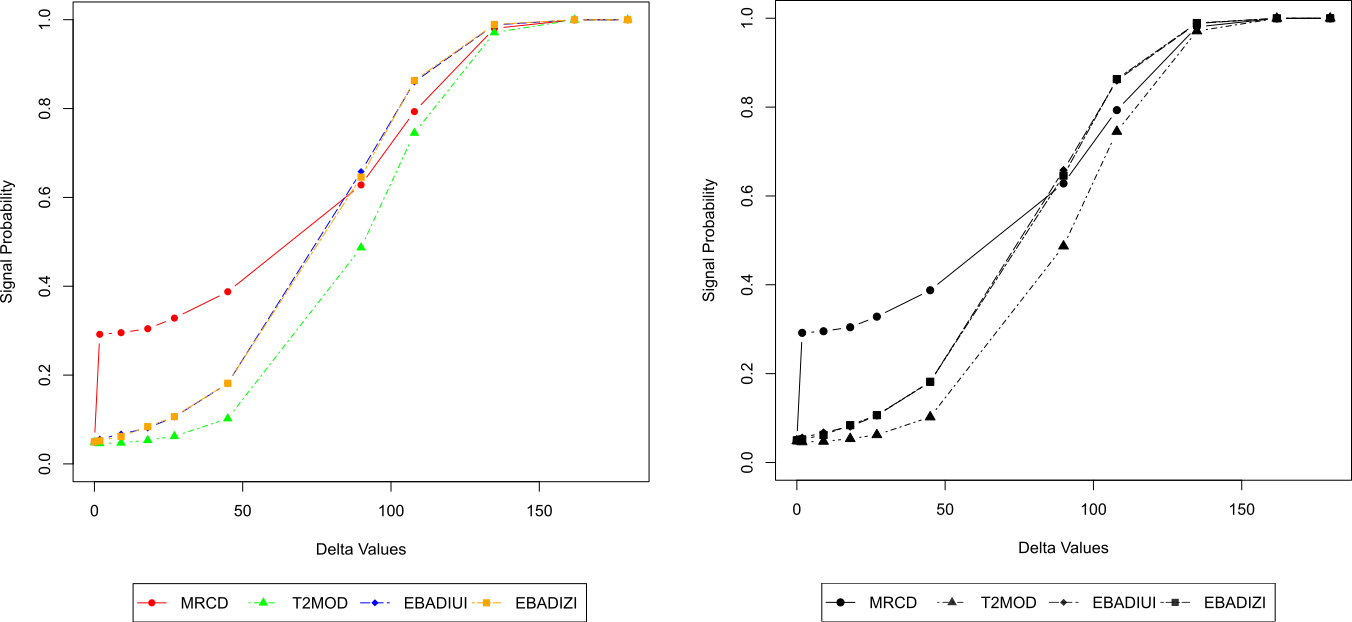 1.0
0.8
0.6
0.4
0.2
0.0
Signal Probability
0 50 100 150
Delta Values
MRCD T2MOD EBADIUI EBADIZI
1.0
0.8
0.6
0.4
0.2
0.0
Signal Probability
0 50 100 150
Delta Values
MRCD T2MOD EBADIUI EBADIZI